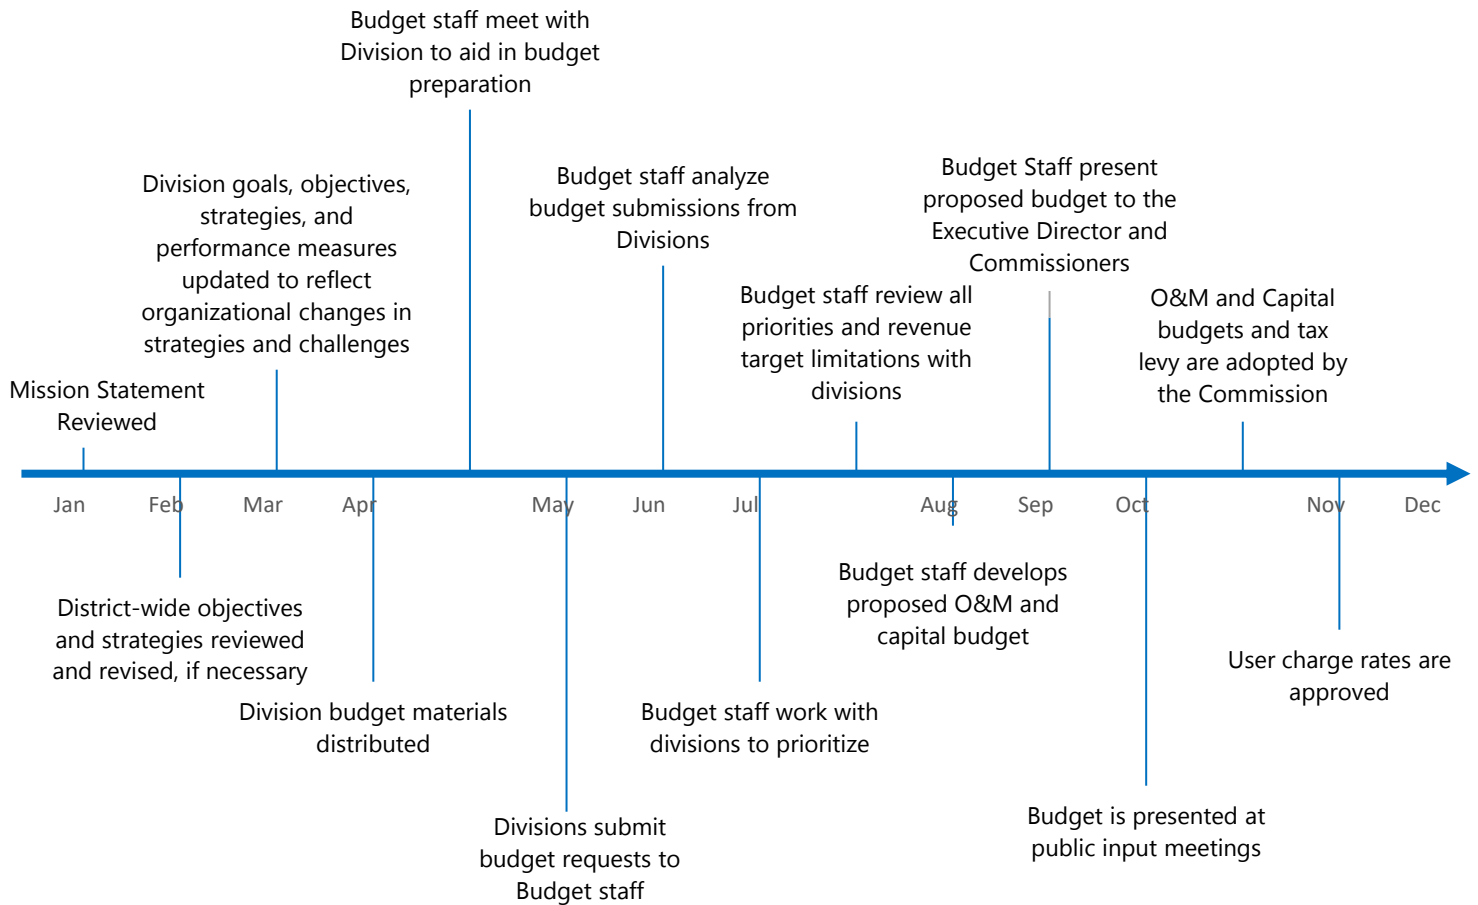 Budget staff meet with
Division to aid in budget
preparation
Division goals, objectives,
strategies, and
performance measures
updated to reflect
organizational changes in
strategies and challenges
Budget staff analyze
budget submissions from
Divisions
Budget Staff present
proposed budget to the
Executive Director and
Commissioners
Budget staff review all
priorities and revenue
target limitations with
divisions
O&M and Capital
budgets and tax
levy are adopted by
the Commission
Mission Statement
Reviewed
Jan Feb Mar Apr May Jun Jul Aug Sep Oct Nov Dec
District-wide objectives
and strategies reviewed
and revised, if necessary
Budget staff develops
proposed O&M and
capital budget
User charge rates are
approved
Division budget materials
distributed
Budget staff work with
divisions to prioritize
Divisions submit
budget requests to
Budget staff
Budget is presented at
public input meetings